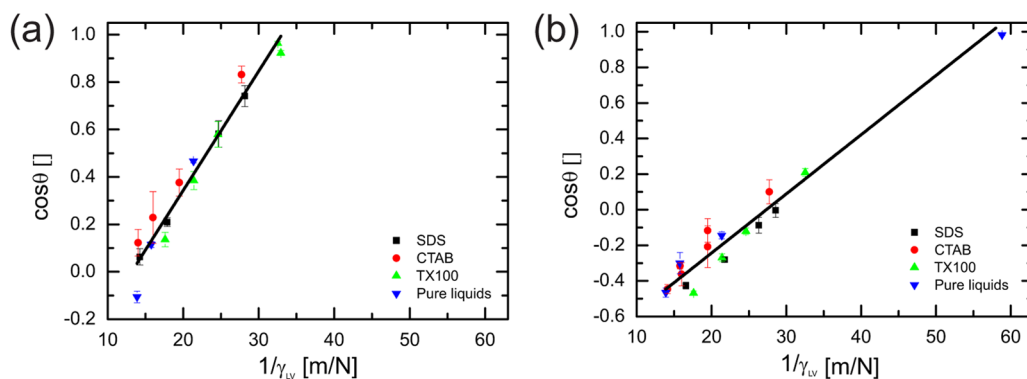 (a)
1.0
0.8
0.6
0.4
0.2
0.0
-0.2
cosθ []
10
20
30
40
50
60
1/γLV [m/N]
SDS
CTAB
TX100
Pure liquids
(b)
1.0
0.8
0.6
0.4
0.2
0.0
-0.2
-0.4
-0.6
cosθ []
10
20
30
40
50
60
1/γLV [m/N]
SDS
CTAB
TX100
Pure liquids